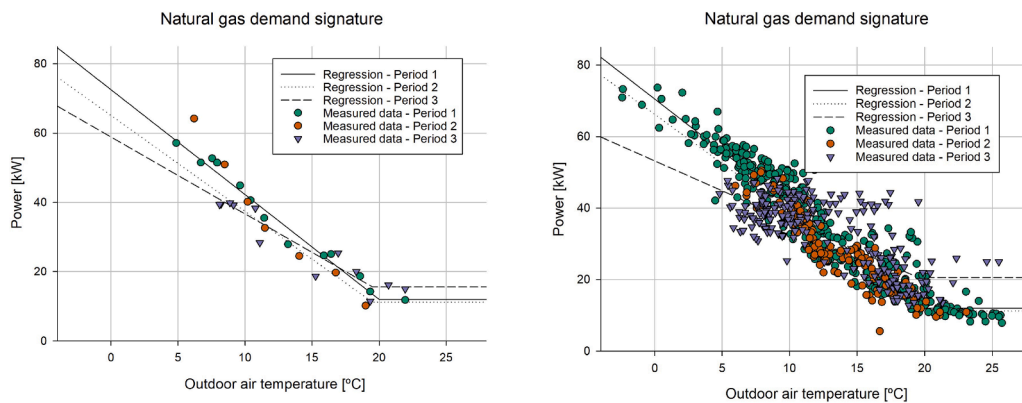 Natural gas demand signature
80
60
40
20
0
Power [kW]
Regression - Period 1
Regression - Period 2
Regression - Period 3
Measured data - Period 1
Measured data - Period 2
Measured data - Period 3
0 5 10 15 20 25
Outdoor air temperature [ºC]
Natural gas demand signature
80
60
40
20
0
Power [kW]
Regression - Period 1
Regression - Period 2
Regression - Period 3
Measured data - Period 1
Measured data - Period 2
Measured data - Period 3
0 5 10 15 20 25
Outdoor air temperature [ºC]